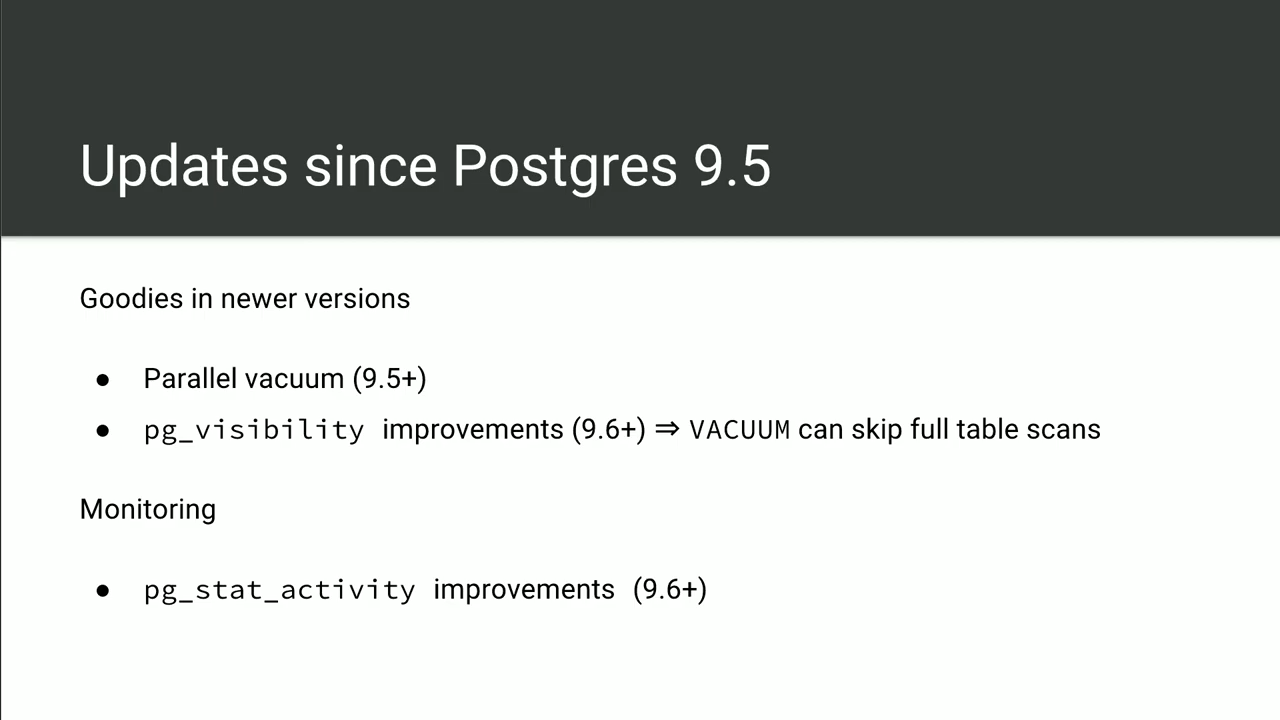 Updates since Postgres 9.5
Goodies in newer versions
● Parallel vacuum (9.5+)
● pg_visibility improvements (9.6+) ⇒ VACUUM can skip full table scans
Monitoring
● pg_stat_activity improvements (9.6+)